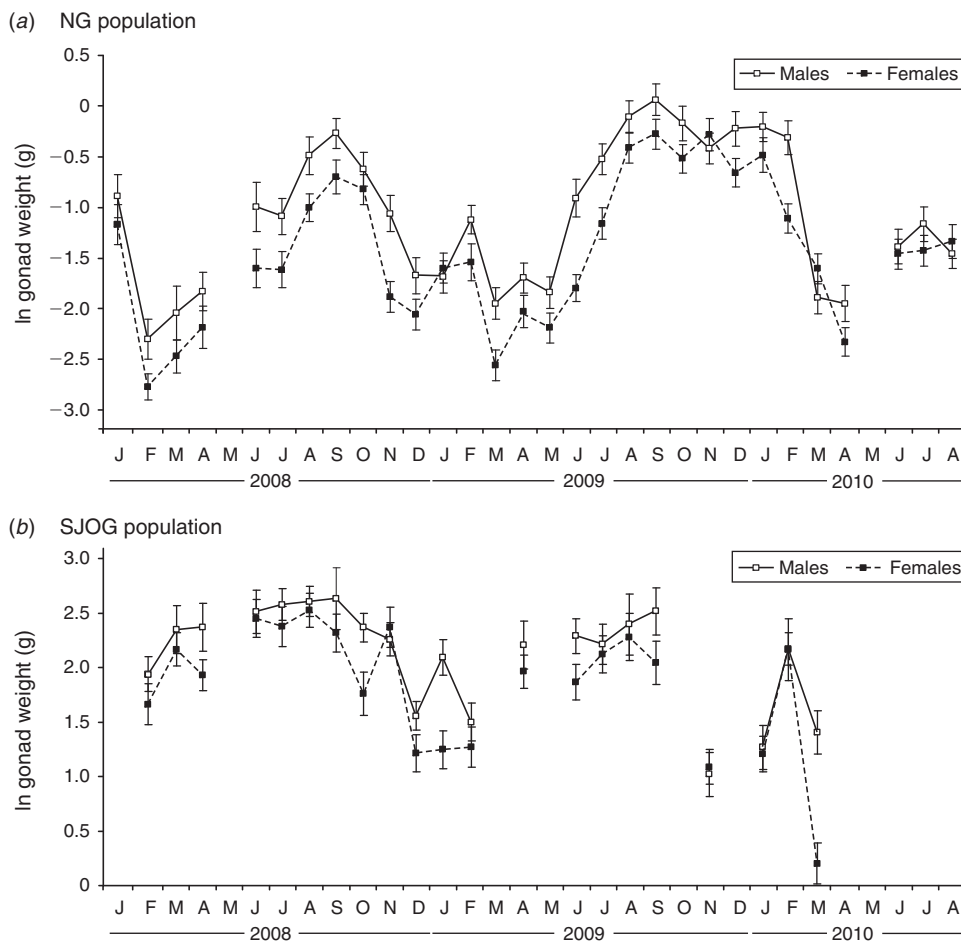 (a) NG population
0.5
Males Females
0
−0.5
−1.0
−1.5
−2.0
−2.5
−3.0
ln gonad weight (g)
J F M A M J J A S O N D J F M A M J J A S O N D J F M A M J J A
2008 2009 2010
(b) SJOG population
3.0
Males Females
2.5
2.0
1.5
1.0
0.5
0
ln gonad weight (g)
J F M A M J J A S O N D J F M A M J J A S O N D J F M A M J J A
2008 2009 2010